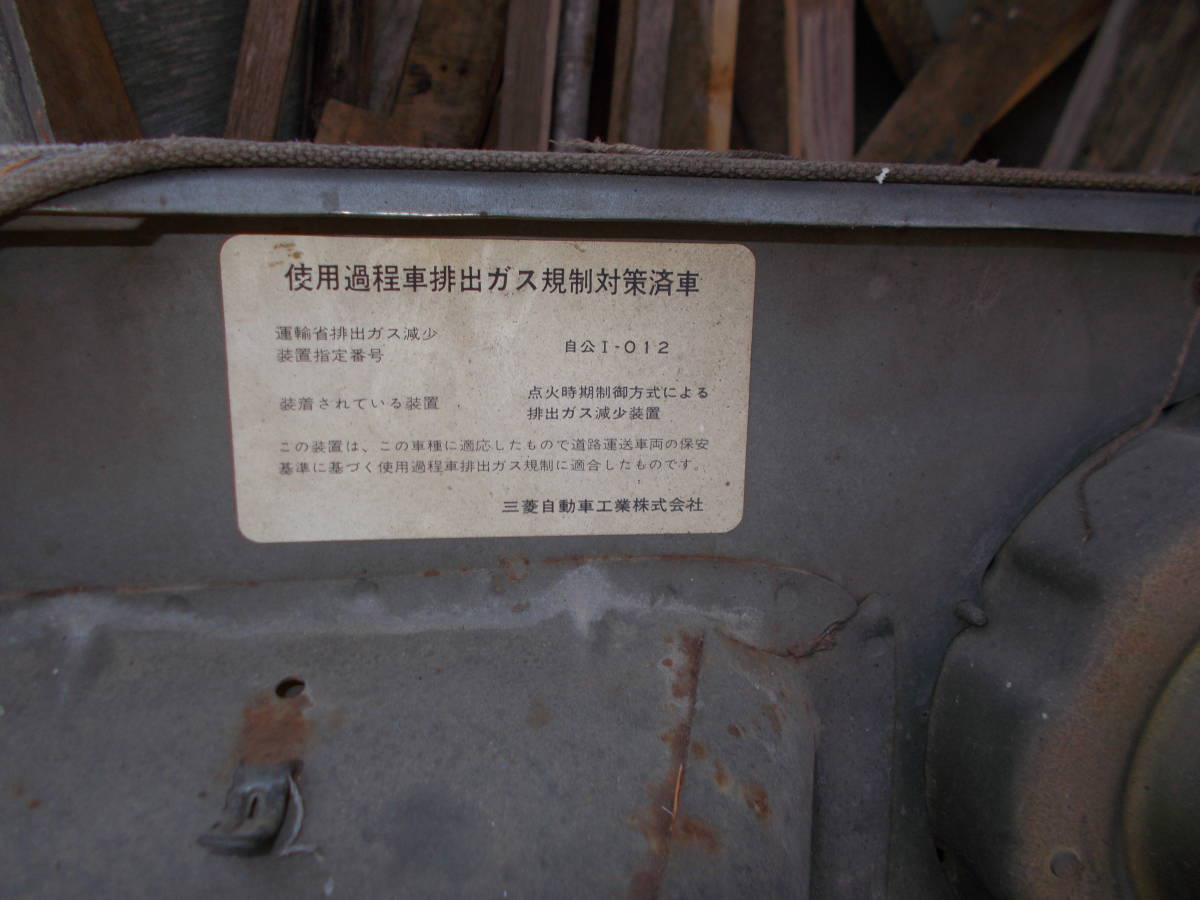 使用過程車排出ガス規制対策済車
運輸省排出ガス減少
装置指定番号
自公I-012
装着されている装置
点火時期制御方式による
排出ガス減少装置
この装置は、この車種に適応したもので道路運送車両の保安
基準に基づく使用過程車排出ガス規制に適合したものです。
三菱自動車工業株式会社